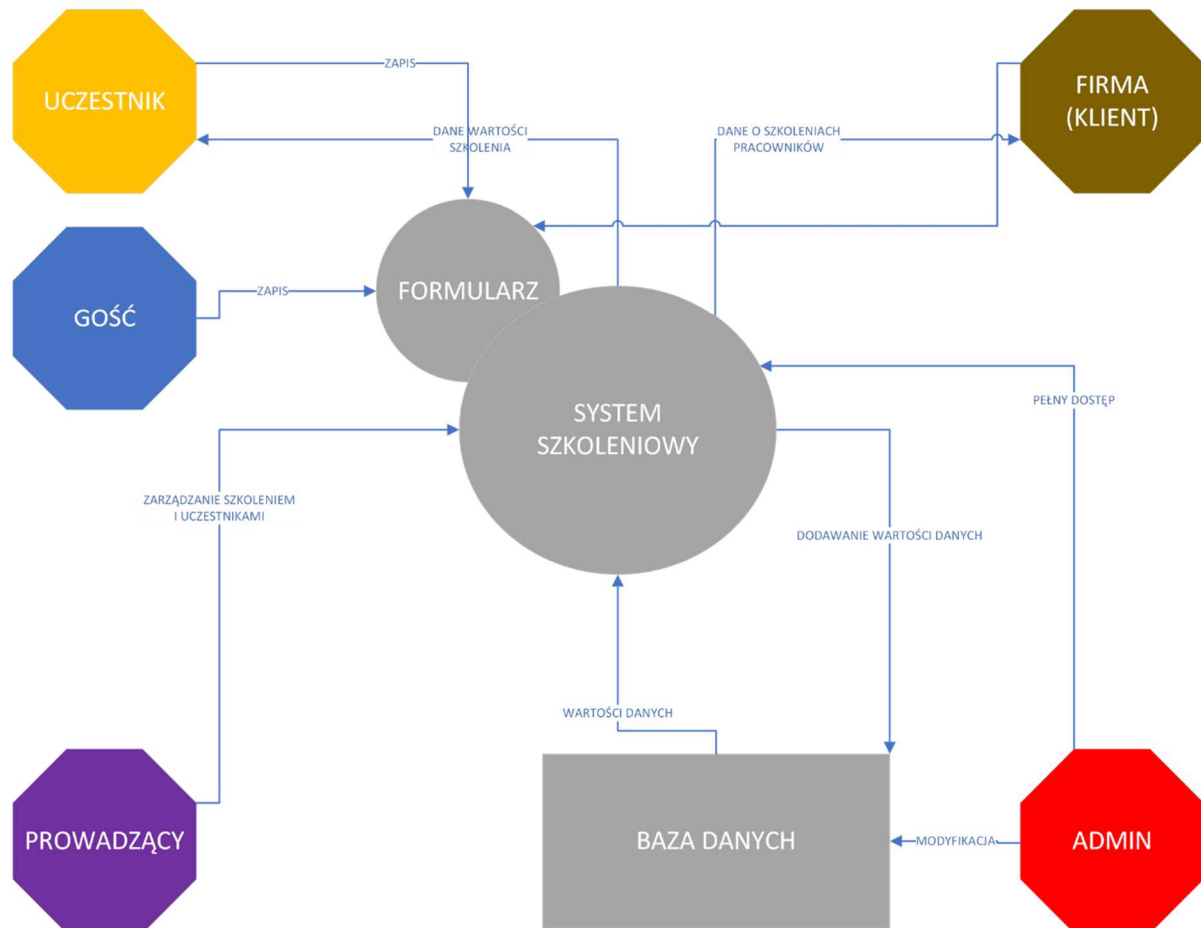 UCZESTNIK
ZAPIS
FIRMA
(KLIENT)
DANE WARTOŚCI
SZKOLENIA
DANE O SZKOLENIACH
PRACOWNIKÓW
GOŚĆ
ZAPIS
FORMULARZ
SYSTEM
SZKOLENIOWY
PEŁNY DOSTĘP
ZARZĄDZANIE SZKOLENIEM
I UCZESTNIKAMI
DODAWANIE WARTOŚCI DANYCH
WARTOŚCI DANYCH
PROWADZĄCY
BAZA DANYCH
MODYFIKACJA
ADMIN